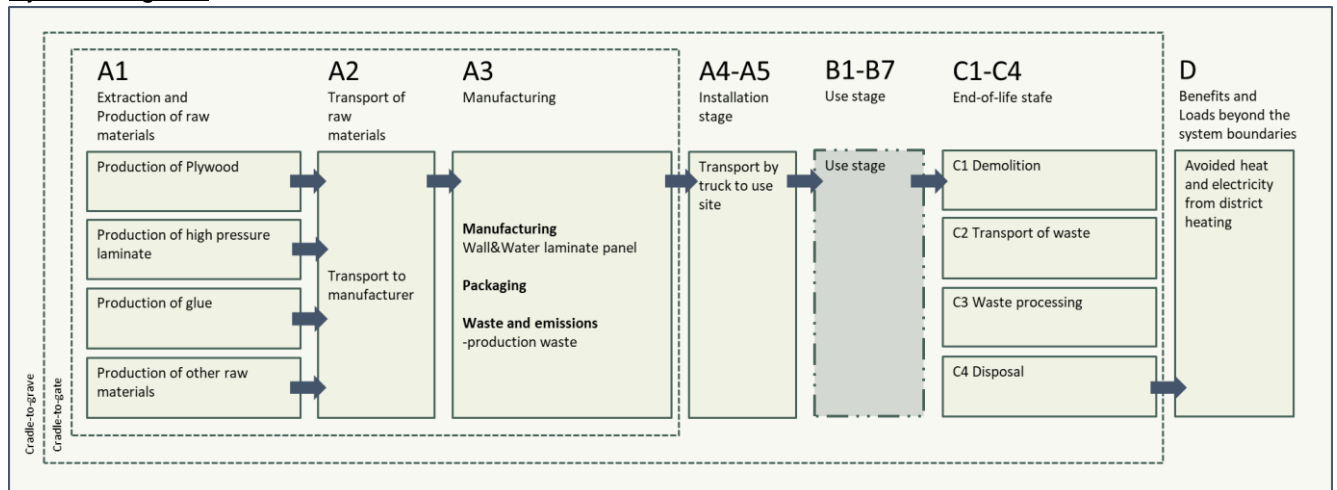 A1
Extraction and
Production of raw
materials
A2
Transport of
raw
materials
A3
Manufacturing
A4-A5
Installation
stage
B1-B7
Use stage
C1-C4
End-of-life stafe
D
Benefits and
Loads beyond the
system boundaries
Production of Plywood
Production of high pressure
laminate
Production of glue
Production of other raw
materials
Transport to
manufacturer
Manufacturing
Wall&Water laminate panel
Packaging
Waste and emissions
-production waste
Transport by
truck to use
site
Use stage
C1 Demolition
C2 Transport of waste
C3 Waste processing
C4 Disposal
Avoided heat
and electricity
from district
heating
Cradle-to-grave
Cradle-to-gate